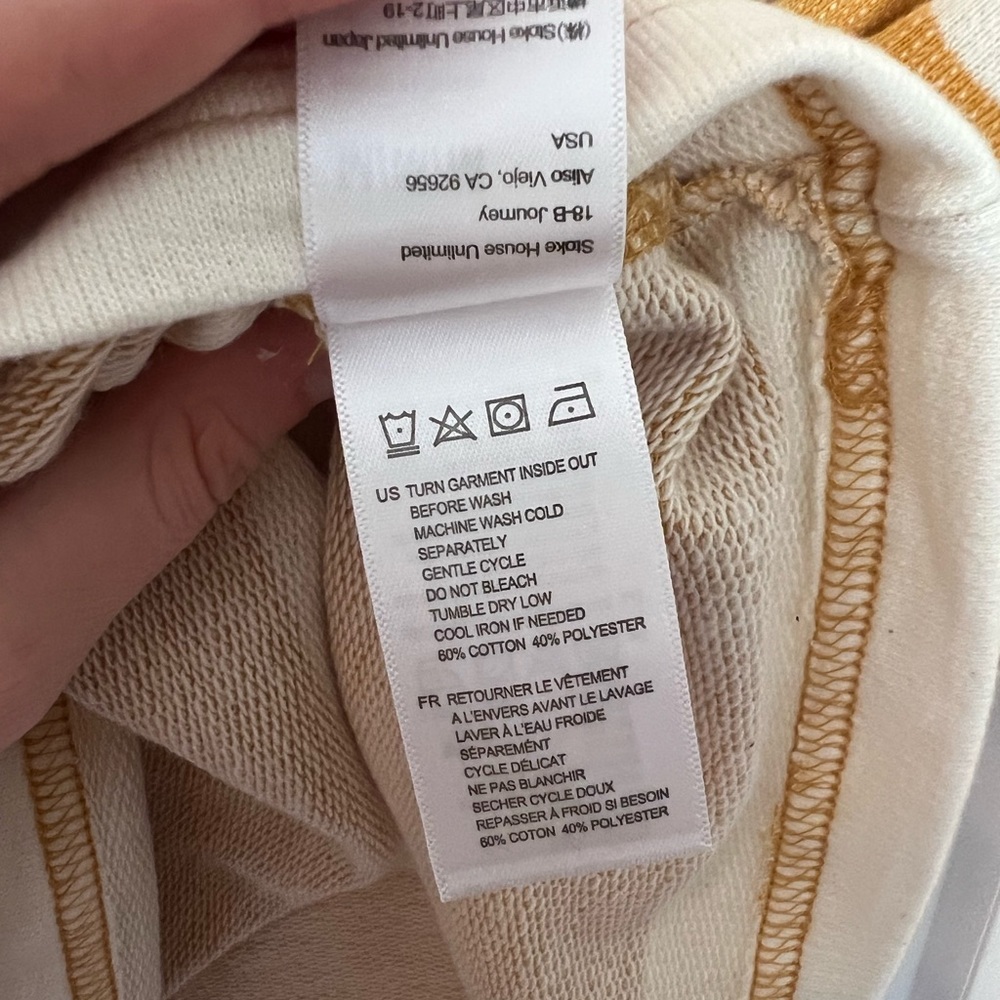 Stoke House Unlimited
18-B Journey
Aliso Viejo, CA 92656
USA
(株) Stoke House Unlimited Japan
US TURN GARMENT INSIDE OUT
BEFORE WASH
MACHINE WASH COLD
SEPARATELY
GENTLE CYCLE
DO NOT BLEACH
TUMBLE DRY LOW
COOL IRON IF NEEDED
60% COTTON 40% POLYESTER
FR RETOURNER LE VÊTEMENT
A L'ENVERS AVANT LE LAVAGE
LAVER À L'EAU FROIDE
SÉPARÉMENT
CYCLE DÉLICAT
NE PAS BLANCHIR
SECHER CYCLE DOUX
REPASSER À FROID SI BESOIN
60% COTON 40% POLYESTER